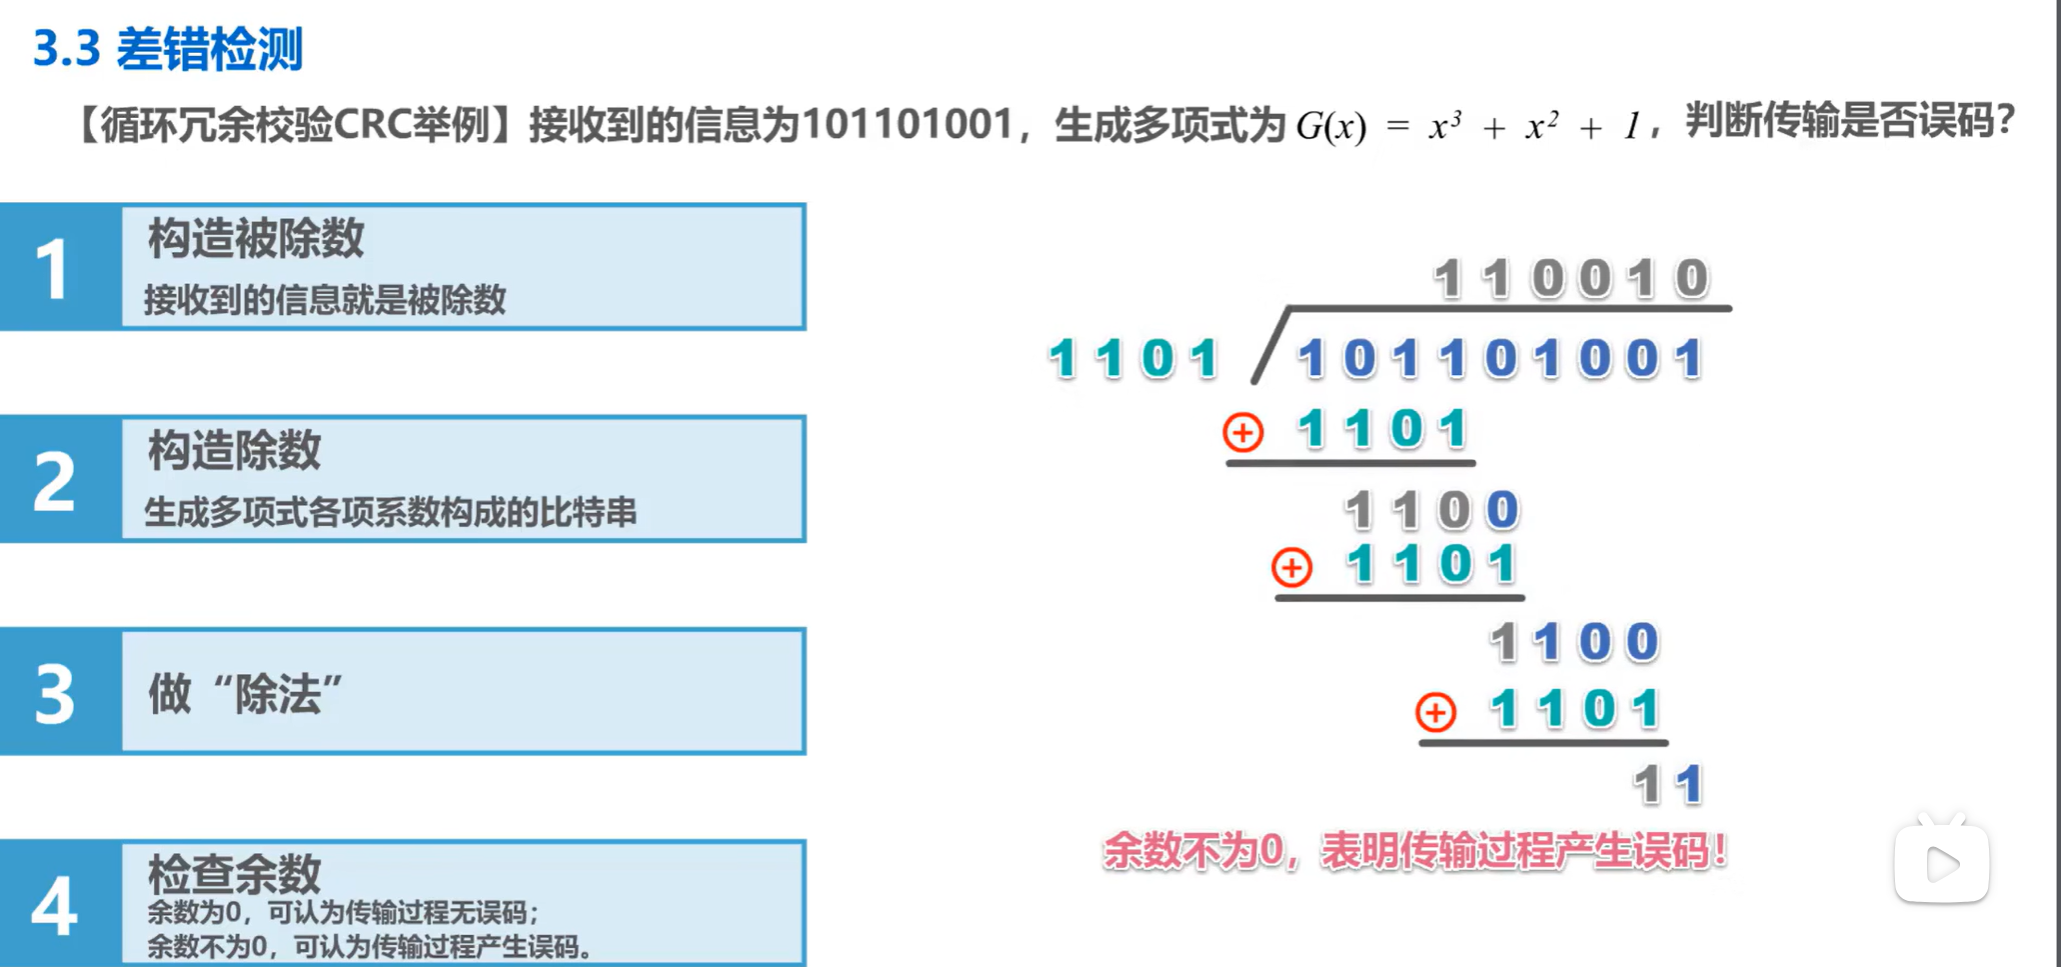 3.3 差错检测
【循环冗余校验CRC举例】接收到的信息为101101001，生成多项式为 G(x) = x³ + x² + 1，判断传输是否误码？
1
构造被除数
接收到的信息就是被除数
2
构造除数
生成多项式各项系数构成的比特串
3
做“除法”
4
检查余数
余数为0，可认为传输过程无误码；
余数不为0，可认为传输过程产生误码。
110010
1101 101101001
⊕ 1101
1100
⊕ 1101
1100
⊕ 1101
11
余数不为0，表明传输过程产生误码！